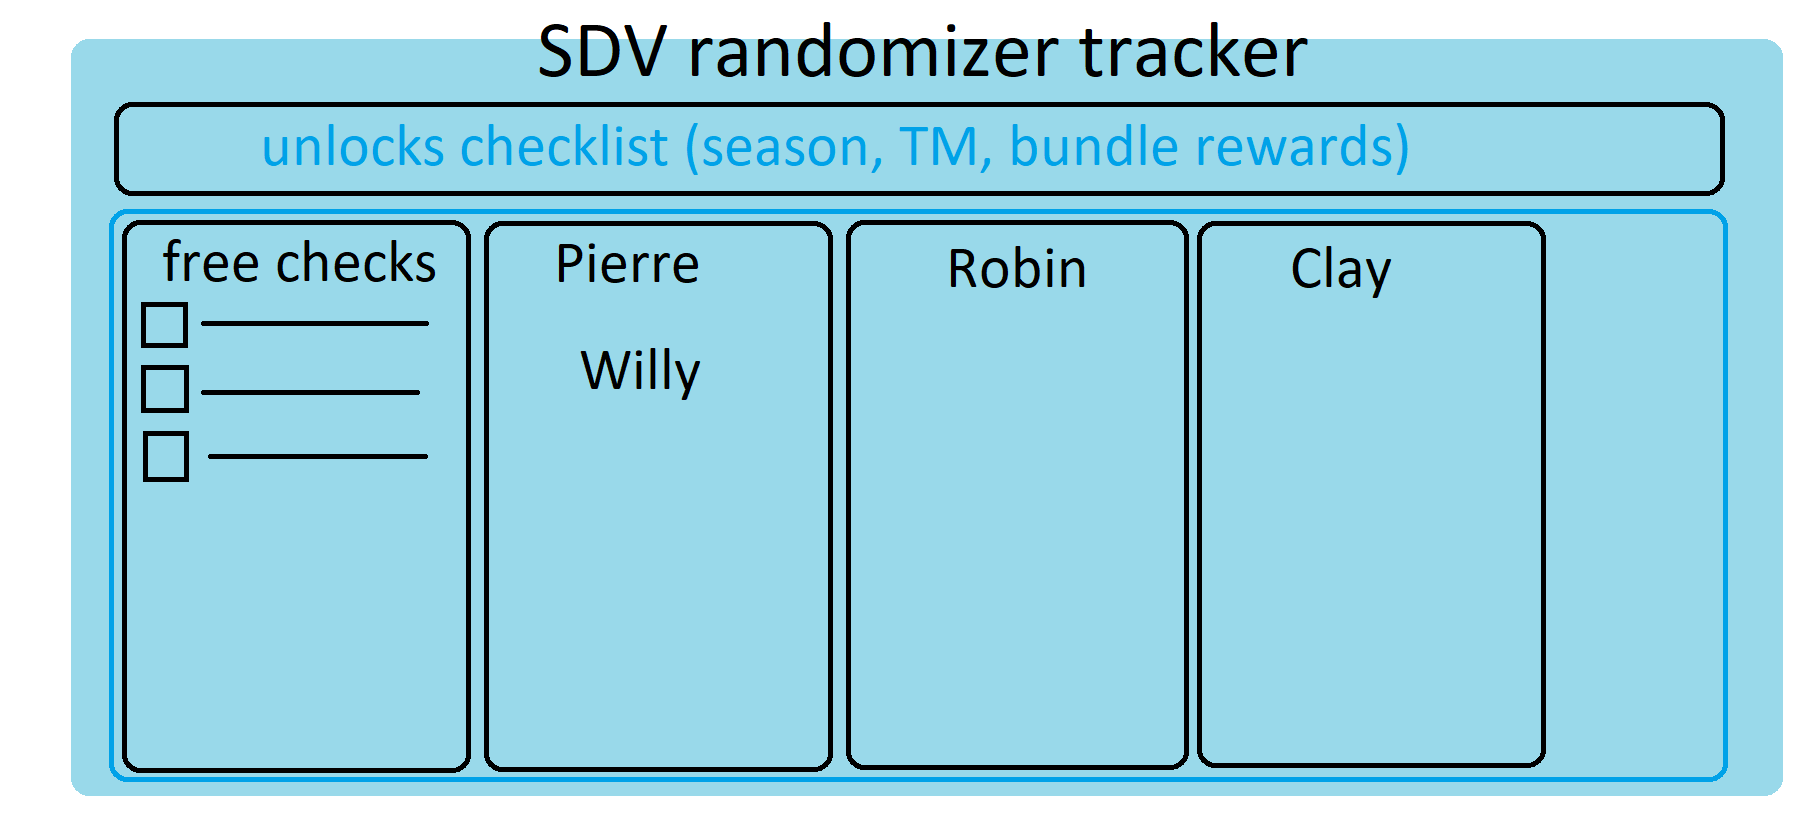 SDV randomizer tracker
unlocks checklist (season, TM, bundle rewards)
free checks
Pierre
Willy
Robin
Clay